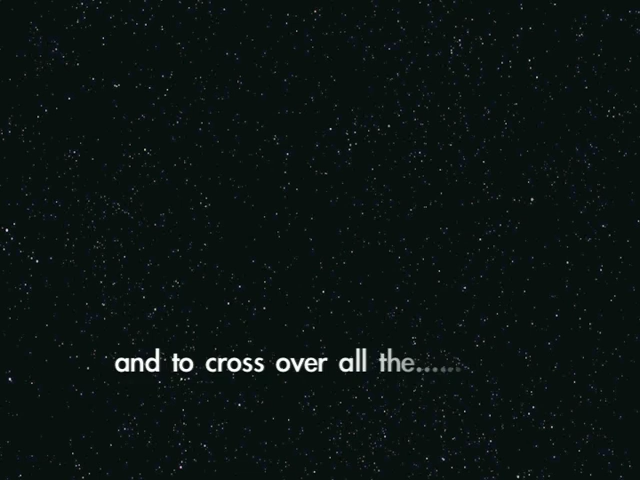 and to cross over all the......